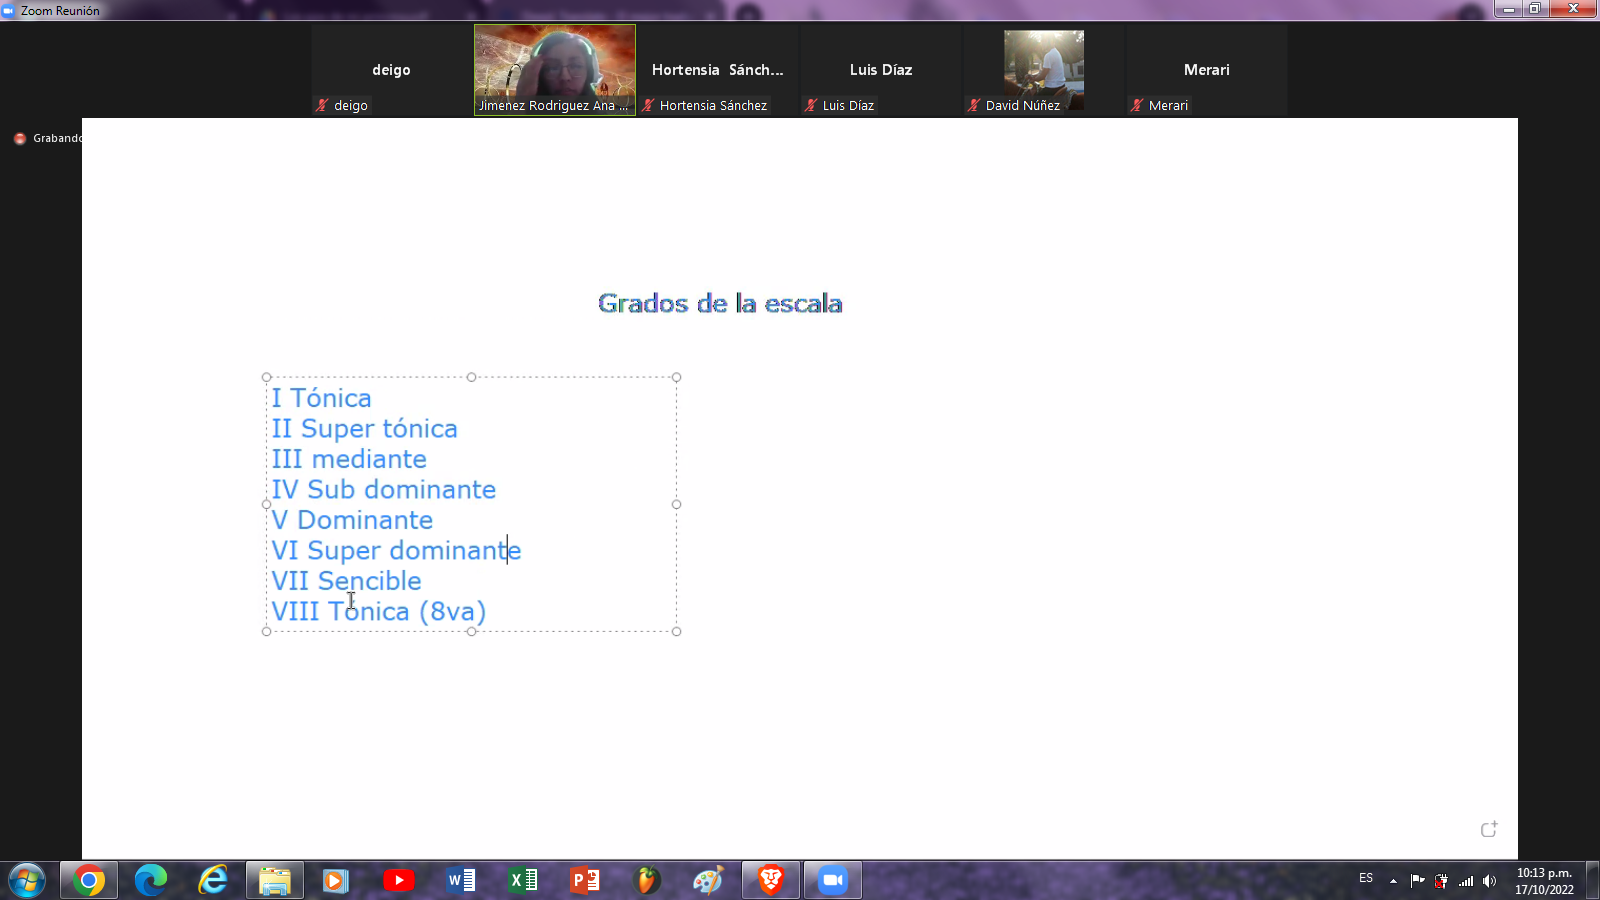 Zoom Reunión
deigo
Hortensia Sánch...
Luis Díaz
Merari
deigo
Jimenez Rodriguez Ana ...
Hortensia Sánchez
Luis Díaz
David Núñez
Merari
Grabando
Grados de la escala
I Tónica
II Super tónica
III mediante
IV Sub dominante
V Dominante
VI Super dominante
VII Sencible
VIII Tónica (8va)
ES
10:13 p.m.
17/10/2022